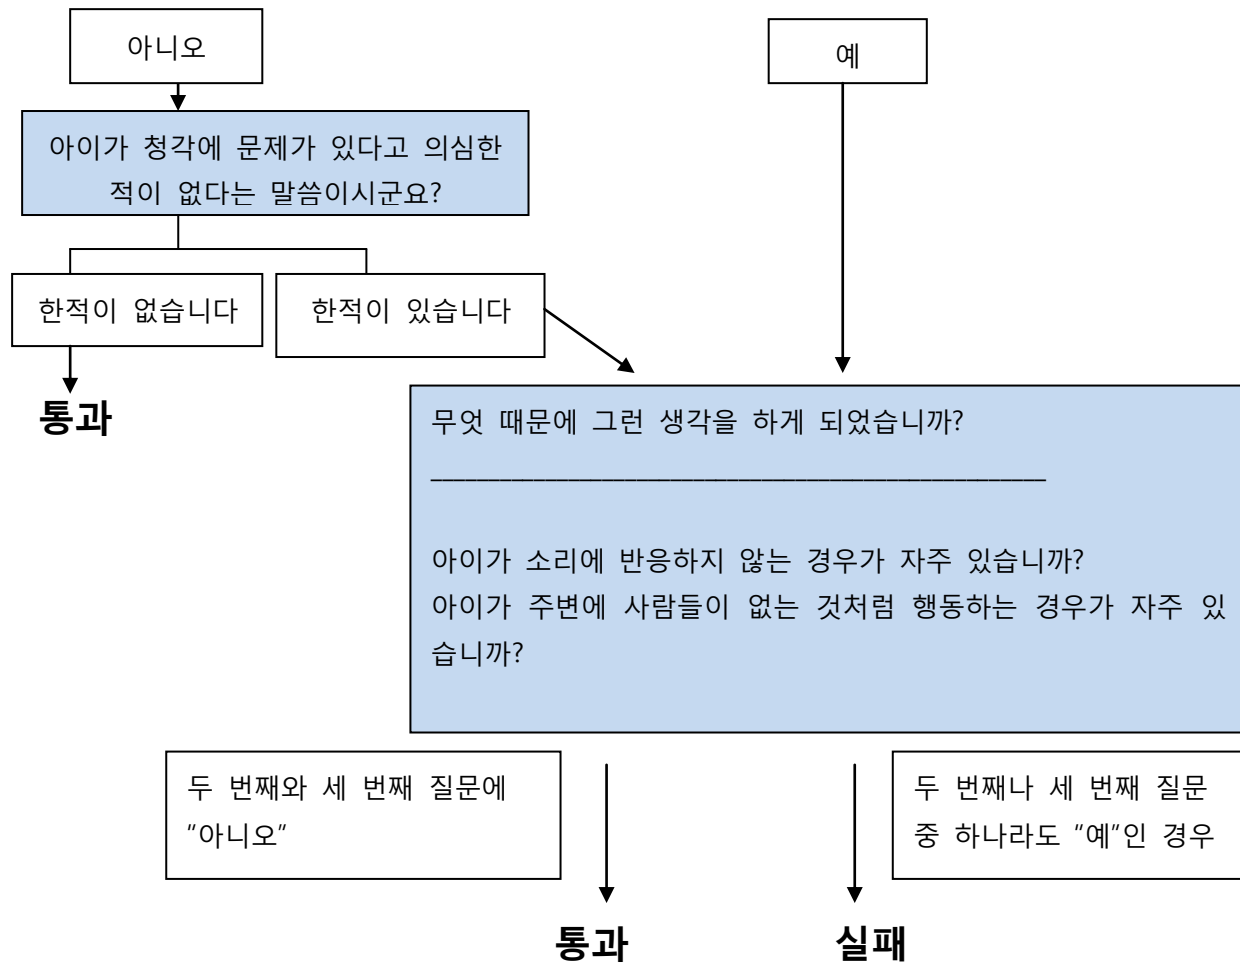 아니오
예
아이가 청각에 문제가 있다고 의심한
적이 없다는 말씀이시군요?
한적이 없습니다
한적이 있습니다
통과
무엇 때문에 그런 생각을 하게 되었습니까?
아이가 소리에 반응하지 않는 경우가 자주 있습니까?
아이가 주변에 사람들이 없는 것처럼 행동하는 경우가 자주 있
습니까?
두 번째와 세 번째 질문에
"아니오"
두 번째나 세 번째 질문
중 하나라도 "예"인 경우
통과
실패